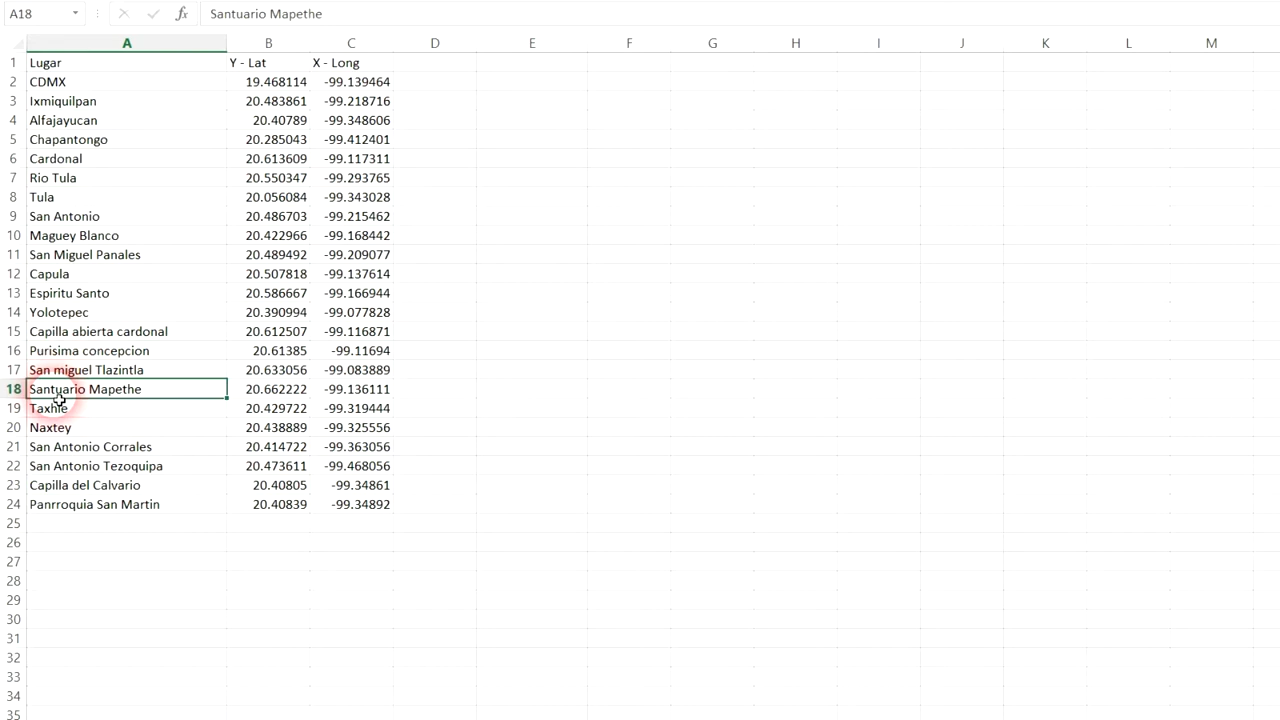 A18 fx Santuario Mapethe
A B C D E F G H I J K L M
1 Lugar Y - Lat X - Long
2 CDMX 19.468114 -99.139464
3 Ixmiquilpan 20.483861 -99.218716
4 Alfajayucan 20.40789 -99.348606
5 Chapantongo 20.285043 -99.412401
6 Cardonal 20.613609 -99.117311
7 Rio Tula 20.550347 -99.293765
8 Tula 20.056084 -99.343028
9 San Antonio 20.486703 -99.215462
10 Maguey Blanco 20.422966 -99.168442
11 San Miguel Panales 20.489492 -99.209077
12 Capula 20.507818 -99.137614
13 Espiritu Santo 20.586667 -99.166944
14 Yolotepec 20.390994 -99.077828
15 Capilla abierta cardonal 20.612507 -99.116871
16 Purisima concepcion 20.61385 -99.11694
17 San miguel Tlazintla 20.633056 -99.083889
18 Santuario Mapethe 20.662222 -99.136111
19 Taxhie 20.429722 -99.319444
20 Naxtey 20.438889 -99.325556
21 San Antonio Corrales 20.414722 -99.363056
22 San Antonio Tezoquipa 20.473611 -99.468056
23 Capilla del Calvario 20.40805 -99.34861
24 Panrroquia San Martin 20.40839 -99.34892
25
26
27
28
29
30
31
32
33
34
35